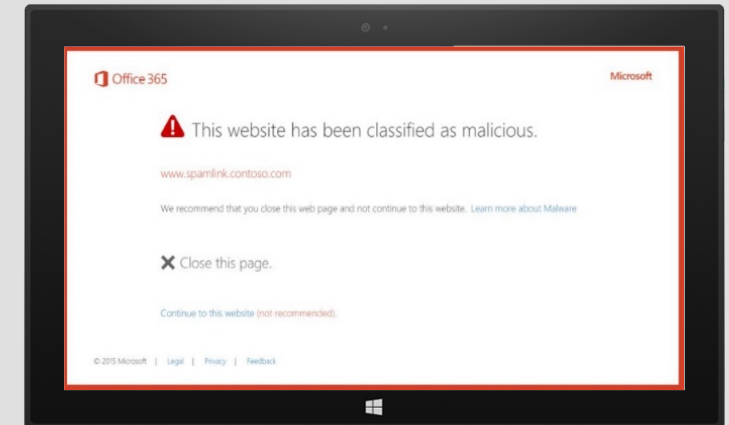 Office 365
Microsoft
This website has been classified as malicious.
www.spamlink.contoso.com
We recommend that you close this web page and not continue to this website. Learn more about Malware
Close this page.
Continue to this website (not recommended).
© 2015 Microsoft | Legal | Privacy | Feedback